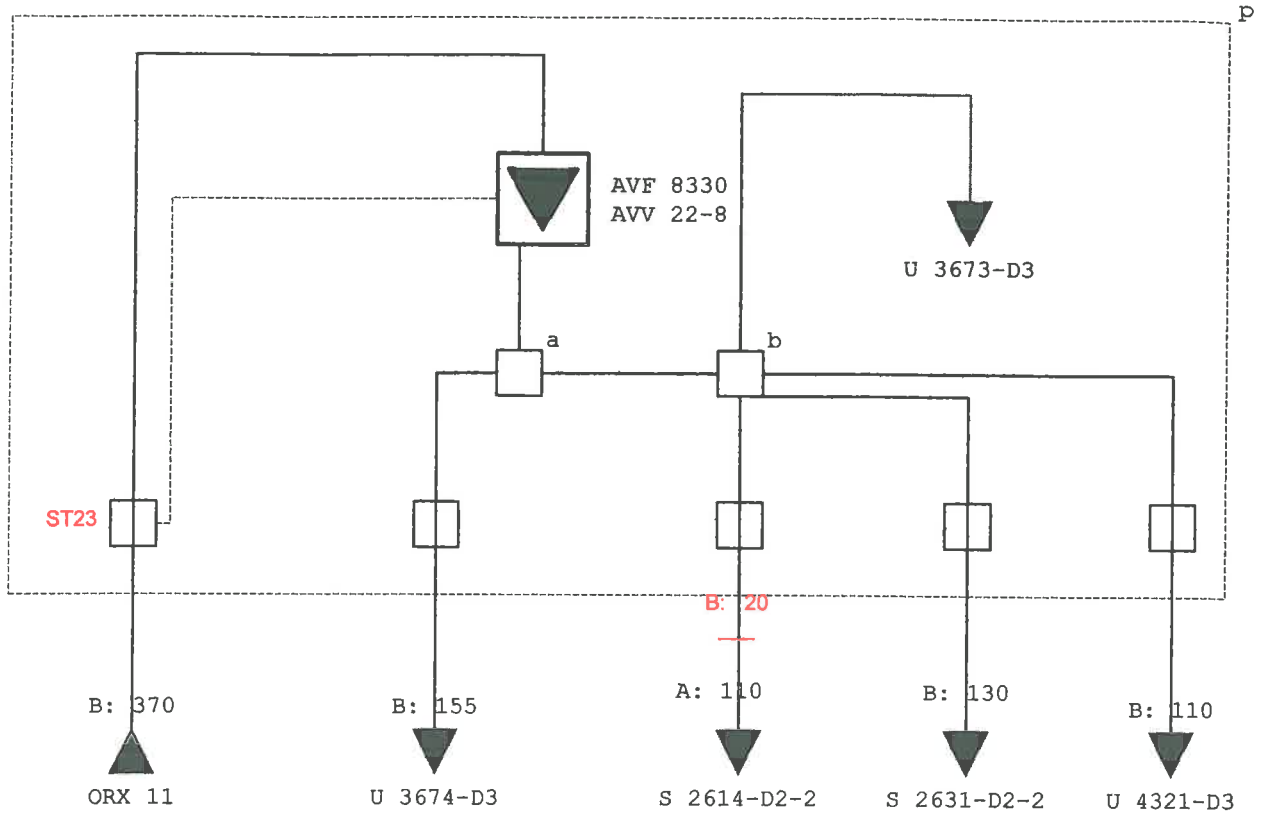 p
AVF 8330
AVV 22-8
U 3673-D3
a
b
ST23
B: 20
B: 370
B: 155
A: 110
B: 130
B: 110
ORX 11
U 3674-D3
S 2614-D2-2
S 2631-D2-2
U 4321-D3